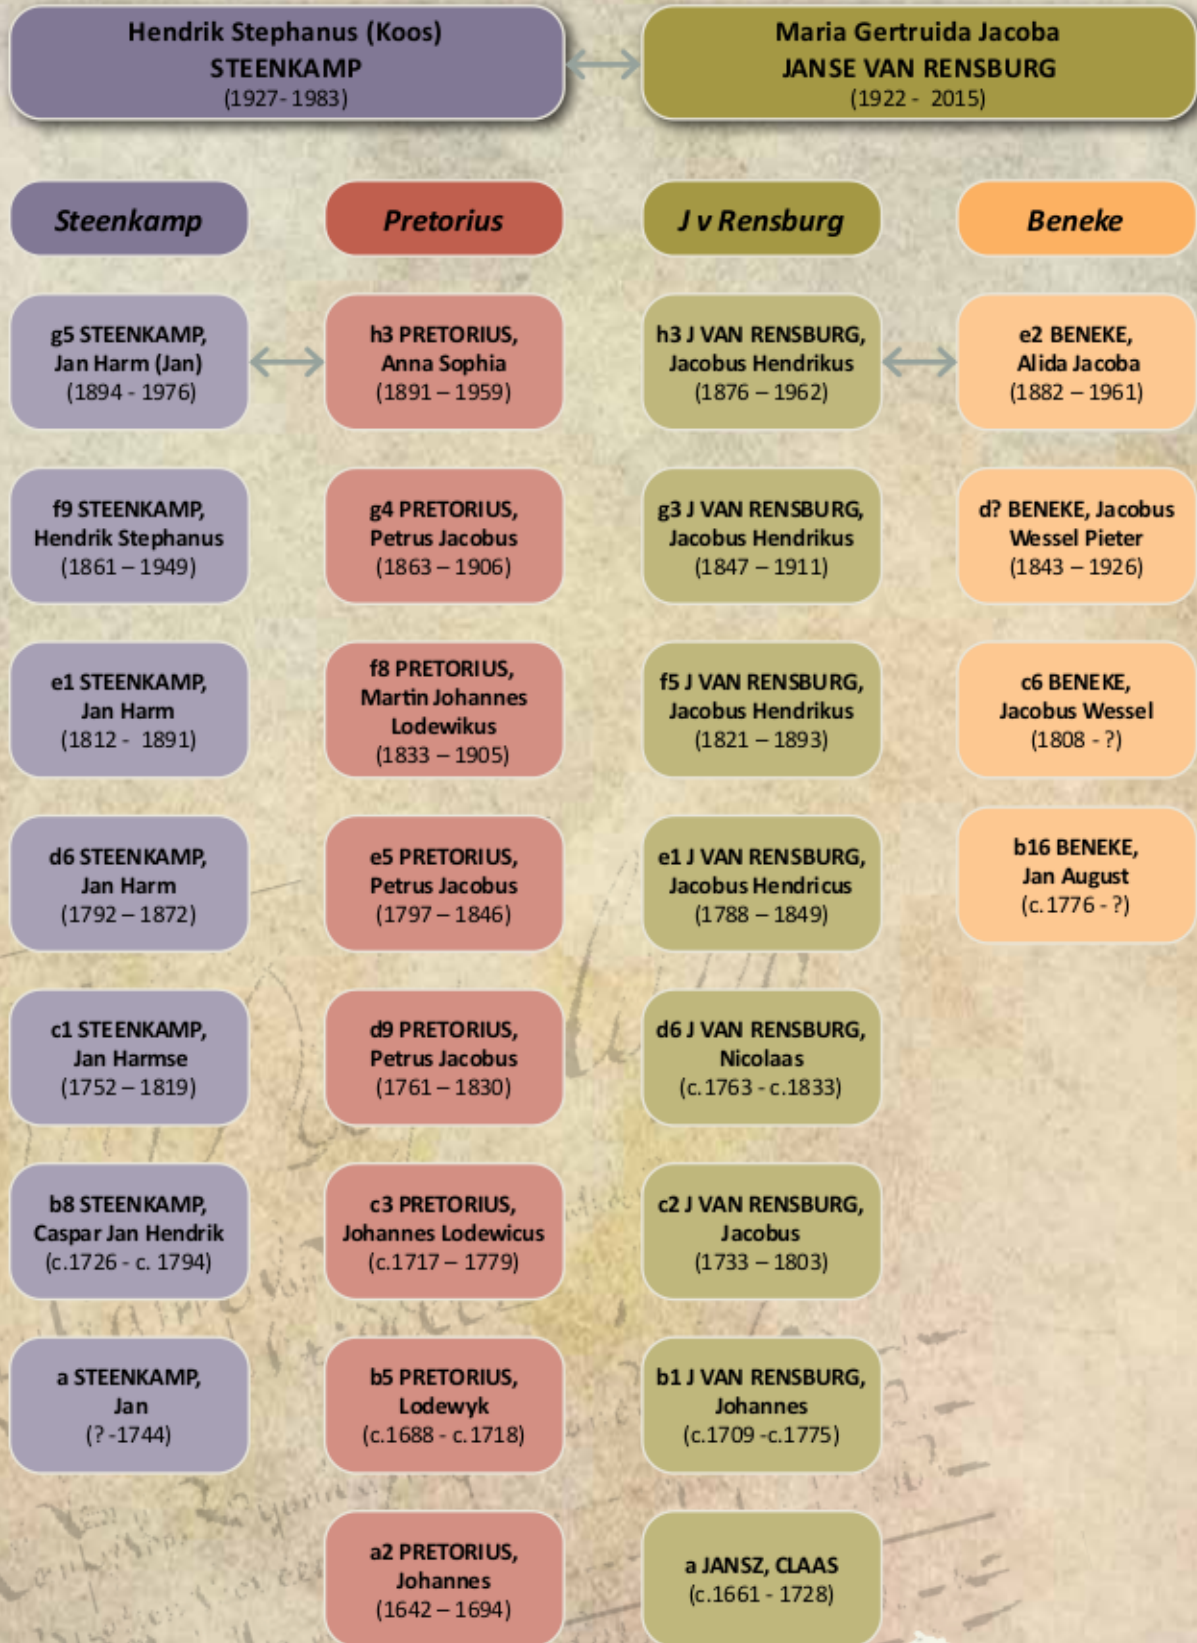 Hendrik Stephanus (Koos)
STEENKAMP
(1927- 1983)
Maria Gertruida Jacoba
JANSE VAN RENSBURG
(1922 - 2015)
Steenkamp
Pretorius
J v Rensburg
Beneke
g5 STEENKAMP,
Jan Harm (Jan)
(1894 - 1976)
h3 PRETORIUS,
Anna Sophia
(1891 – 1959)
h3 J VAN RENSBURG,
Jacobus Hendrikus
(1876 – 1962)
e2 BENEKE,
Alida Jacoba
(1882 – 1961)
f9 STEENKAMP,
Hendrik Stephanus
(1861 – 1949)
g4 PRETORIUS,
Petrus Jacobus
(1863 – 1906)
g3 J VAN RENSBURG,
Jacobus Hendrikus
(1847 – 1911)
d? BENEKE, Jacobus
Wessel Pieter
(1843 – 1926)
e1 STEENKAMP,
Jan Harm
(1812 - 1891)
f8 PRETORIUS,
Martin Johannes
Lodewikus
(1833 – 1905)
f5 J VAN RENSBURG,
Jacobus Hendrikus
(1821 – 1893)
c6 BENEKE,
Jacobus Wessel
(1808 - ?)
d6 STEENKAMP,
Jan Harm
(1792 – 1872)
e5 PRETORIUS,
Petrus Jacobus
(1797 – 1846)
e1 J VAN RENSBURG,
Jacobus Hendricus
(1788 – 1849)
b16 BENEKE,
Jan August
(c.1776 - ?)
c1 STEENKAMP,
Jan Harmse
(1752 – 1819)
d9 PRETORIUS,
Petrus Jacobus
(1761 – 1830)
d6 J VAN RENSBURG,
Nicolaas
(c.1763 - c.1833)
b8 STEENKAMP,
Caspar Jan Hendrik
(c.1726 - c. 1794)
c3 PRETORIUS,
Johannes Lodewicus
(c.1717 – 1779)
c2 J VAN RENSBURG,
Jacobus
(1733 – 1803)
a STEENKAMP,
Jan
(? -1744)
b5 PRETORIUS,
Lodewyk
(c.1688 - c.1718)
b1 J VAN RENSBURG,
Johannes
(c.1709 -c.1775)
a2 PRETORIUS,
Johannes
(1642 – 1694)
a JANSZ, CLAAS
(c.1661 - 1728)